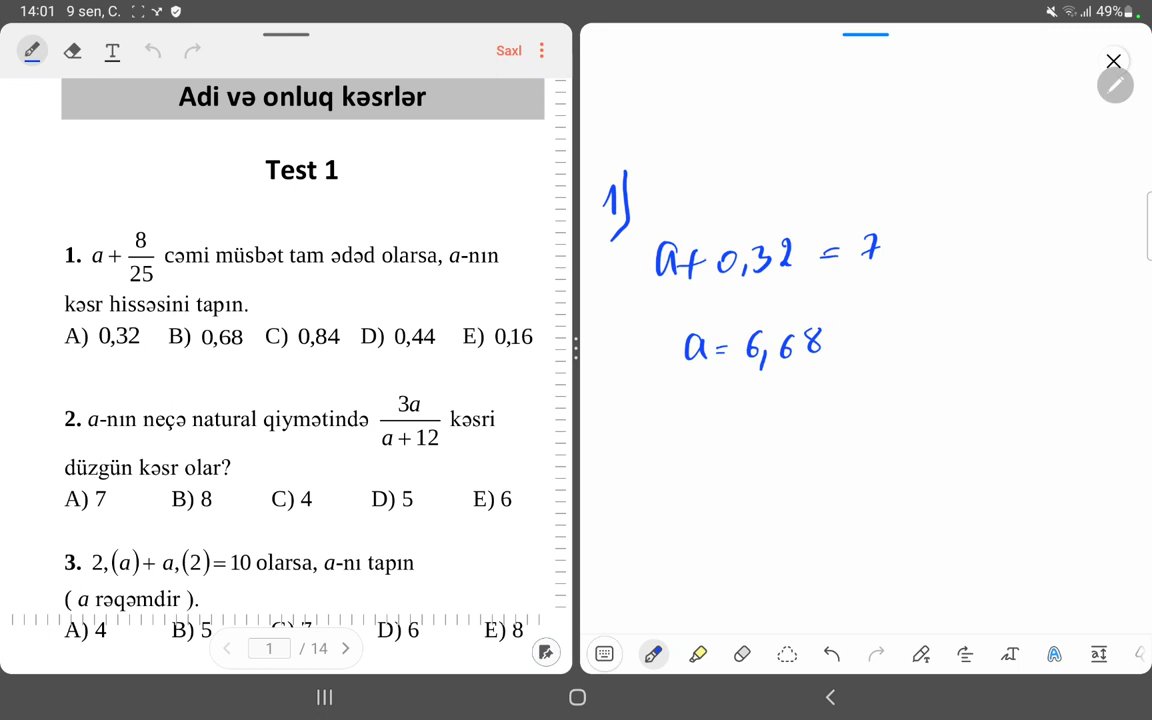 14:01 9 sen, C. 49%
Saxl
Adi və onluq kəsrlər
Test 1
1. a + 8/25 cəmi müsbət tam ədəd olarsa, a-nın
kəsr hissəsini tapın.
A) 0,32 B) 0,68 C) 0,84 D) 0,44 E) 0,16
2. a-nın neçə natural qiymətində 3a/(a + 12) kəsri
düzgün kəsr olar?
A) 7 B) 8 C) 4 D) 5 E) 6
3. 2,(a)+ a,(2)= 10 olarsa, a-nı tapın
( a rəqəmdir ).
A) 4 B) 5 D) 6 E) 8
1 / 14
1)
a+ 0,32 = 7
a = 6,68